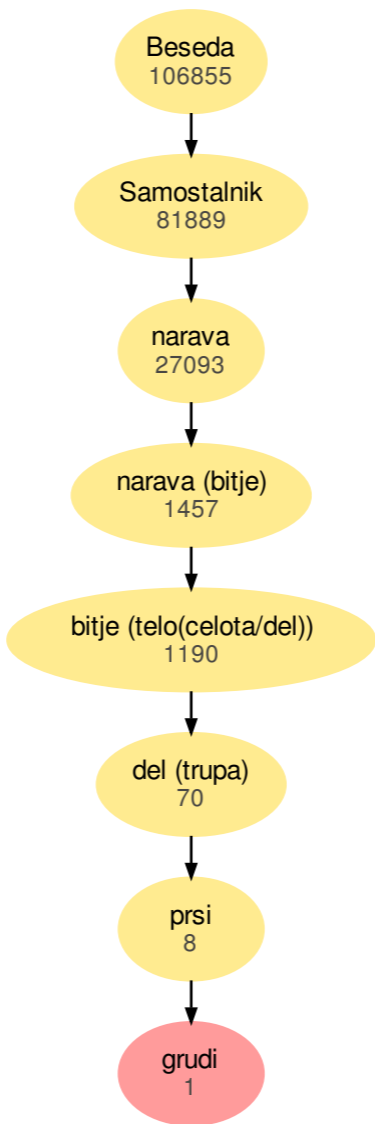 Beseda
106855
Samostalnik
81889
narava
27093
narava (bitje)
1457
bitje (telo(celota/del))
1190
del (trupa)
70
prsi
8
grudi
1